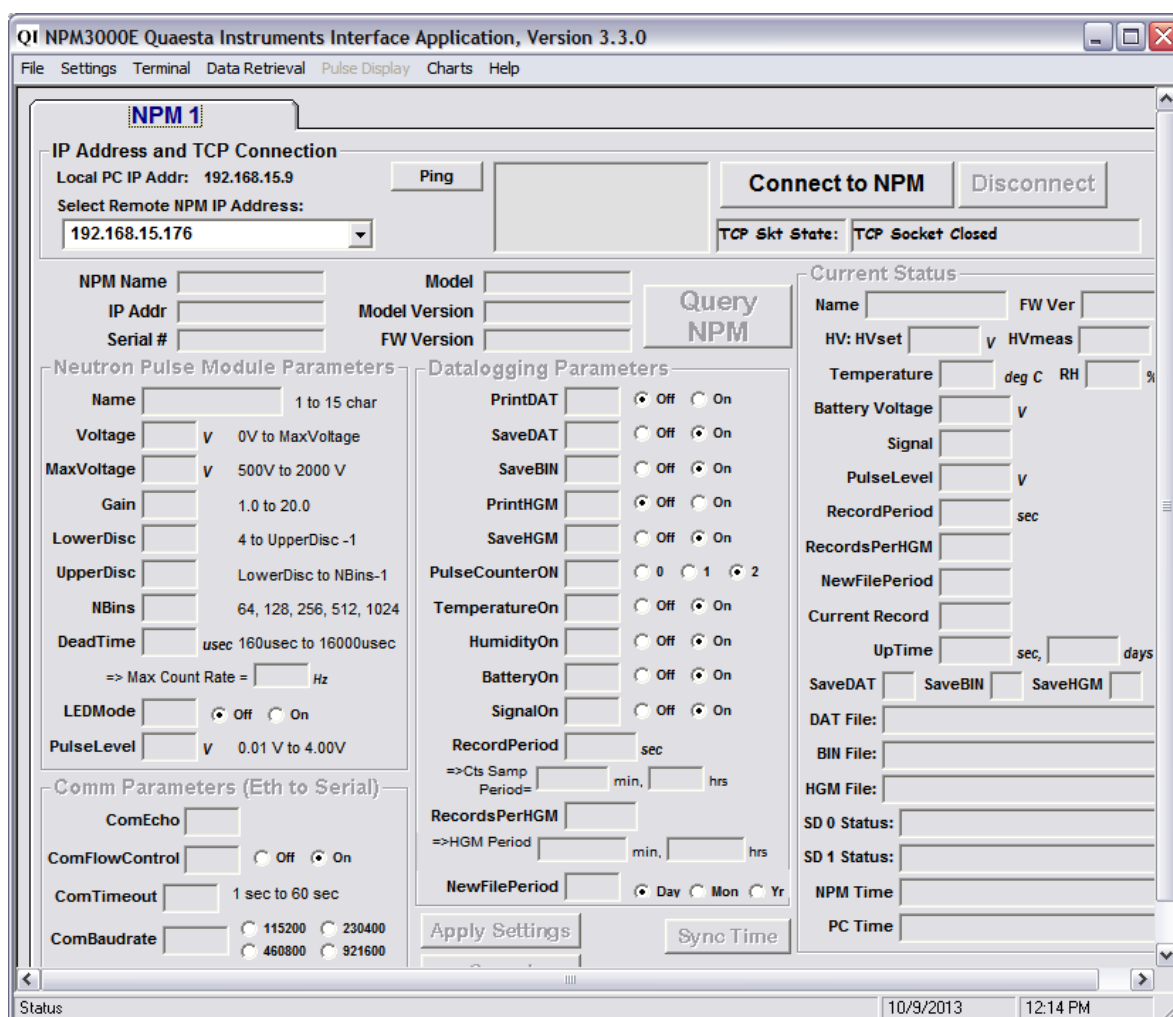 QI NPM3000E Quaesta Instruments Interface Application, Version 3.3.0
File Settings Terminal Data Retrieval Pulse Display Charts Help
NPM 1
IP Address and TCP Connection
Local PC IP Addr: 192.168.15.9
Ping
Connect to NPM
Disconnect
Select Remote NPM IP Address:
192.168.15.176
TCP Skt State: TCP Socket Closed
NPM Name
Model
IP Addr
Model Version
Serial #
FW Version
Query
NPM
Neutron Pulse Module Parameters
Name 1 to 15 char
Voltage V 0V to MaxVoltage
MaxVoltage V 500V to 2000 V
Gain 1.0 to 20.0
LowerDisc 4 to UpperDisc -1
UpperDisc LowerDisc to NBins-1
NBins 64, 128, 256, 512, 1024
DeadTime usec 160usec to 16000usec
=> Max Count Rate = Hz
LEDMode Off On
PulseLevel V 0.01 V to 4.00V
Comm Parameters (Eth to Serial)
ComEcho
ComFlowControl Off On
ComTimeout 1 sec to 60 sec
ComBaudrate 115200 230400
460800 921600
Datalogging Parameters
PrintDAT Off On
SaveDAT Off On
SaveBIN Off On
PrintHGM Off On
SaveHGM Off On
PulseCounterON 0 1 2
TemperatureOn Off On
HumidityOn Off On
BatteryOn Off On
SignalOn Off On
RecordPeriod sec
=>Cts Samp
Period= min, hrs
RecordsPerHGM
=>HGM Period min, hrs
NewFilePeriod Day Mon Yr
Apply Settings
Sync Time
Current Status
Name FW Ver
HV: HVset V HVmeas
Temperature deg C RH %
Battery Voltage V
Signal
PulseLevel V
RecordPeriod sec
RecordsPerHGM
NewFilePeriod
Current Record
UpTime sec, days
SaveDAT SaveBIN SaveHGM
DAT File:
BIN File:
HGM File:
SD 0 Status:
SD 1 Status:
NPM Time
PC Time
Status 10/9/2013 12:14 PM